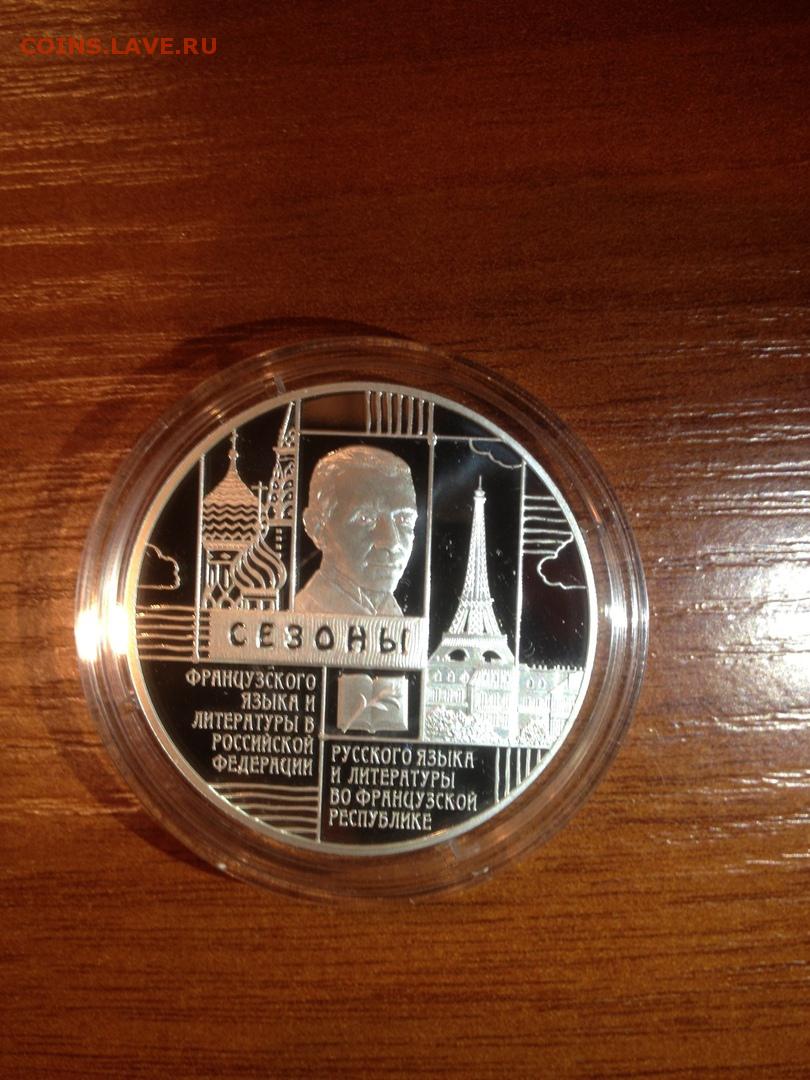 COINS.LAVE.RU
СЕЗОНЫ
ФРАНЦУЗСКОГО
ЯЗЫКА И
ЛИТЕРАТУРЫ В
РОССИЙСКОЙ
ФЕДЕРАЦИИ
РУССКОГО ЯЗЫКА
И ЛИТЕРАТУРЫ
ВО ФРАНЦУЗСКОЙ
РЕСПУБЛИКЕ